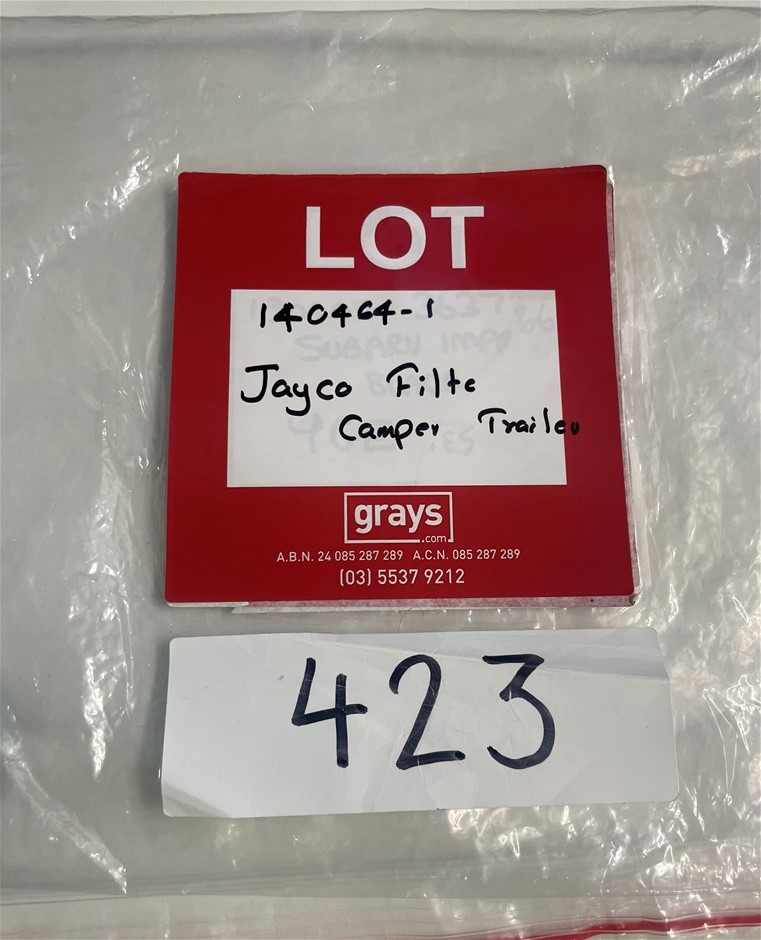 LOT
140464-1
Jayco Filte
Camper Trailer
grays
.com
A.B.N. 24 085 287 289 A.C.N. 085 287 289
(03) 5537 9212
423